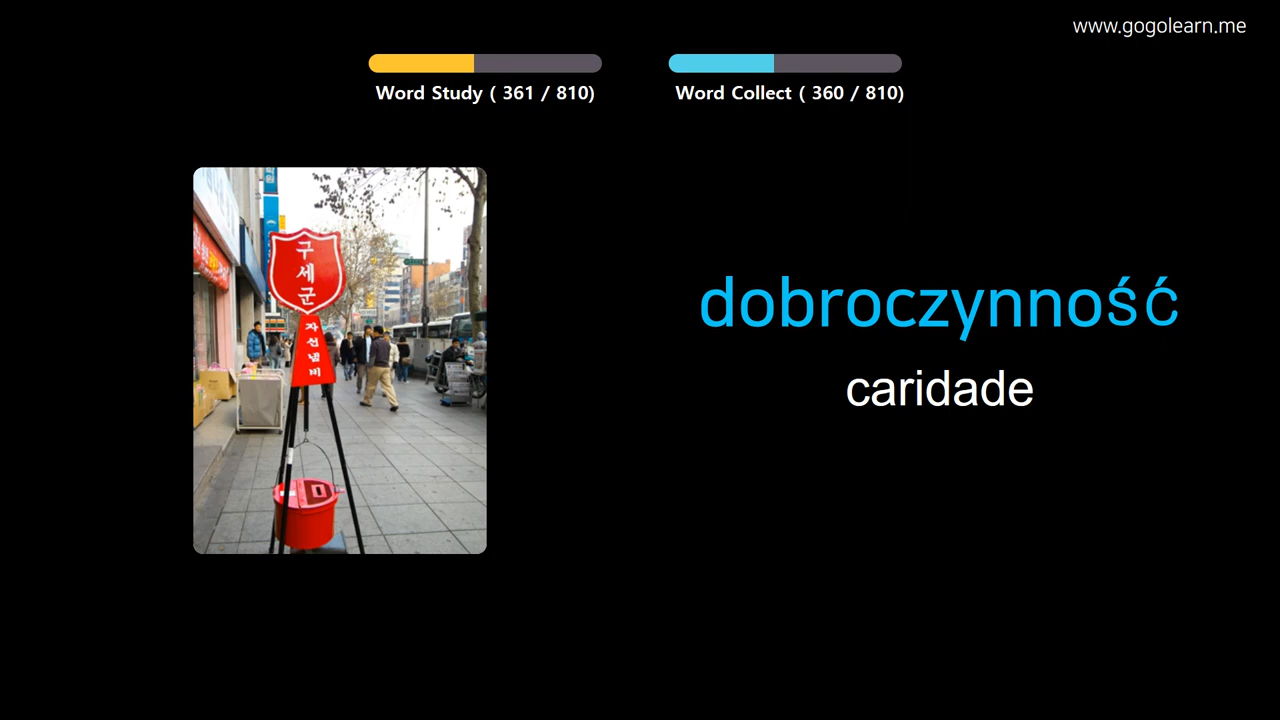 www.gogolearn.me
Word Study ( 361 / 810)
Word Collect ( 360 / 810)
구
세
군
자
선
냄
비
dobroczynność
caridade